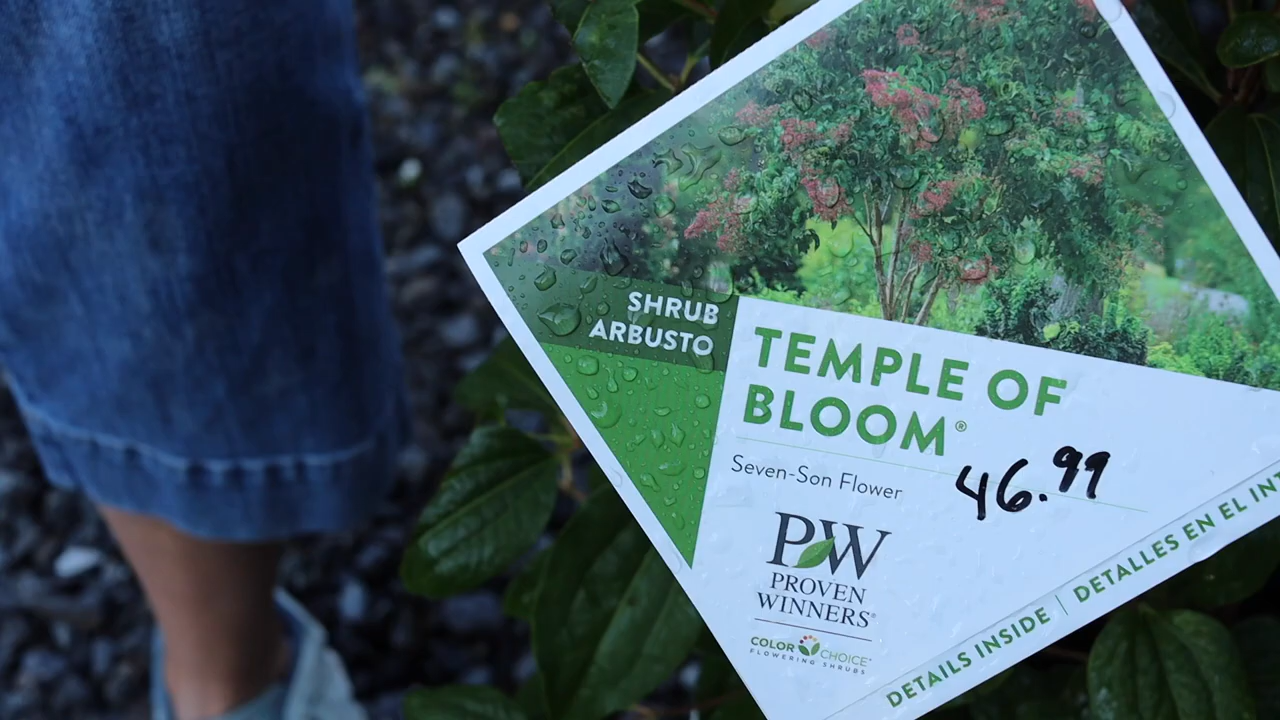 SHRUB
ARBUSTO
TEMPLE OF
BLOOM®
Seven-Son Flower
46.99
PW
PROVEN
WINNERS®
COLOR CHOICE
FLOWERING SHRUBS
DETAILS INSIDE | DETALLES EN EL